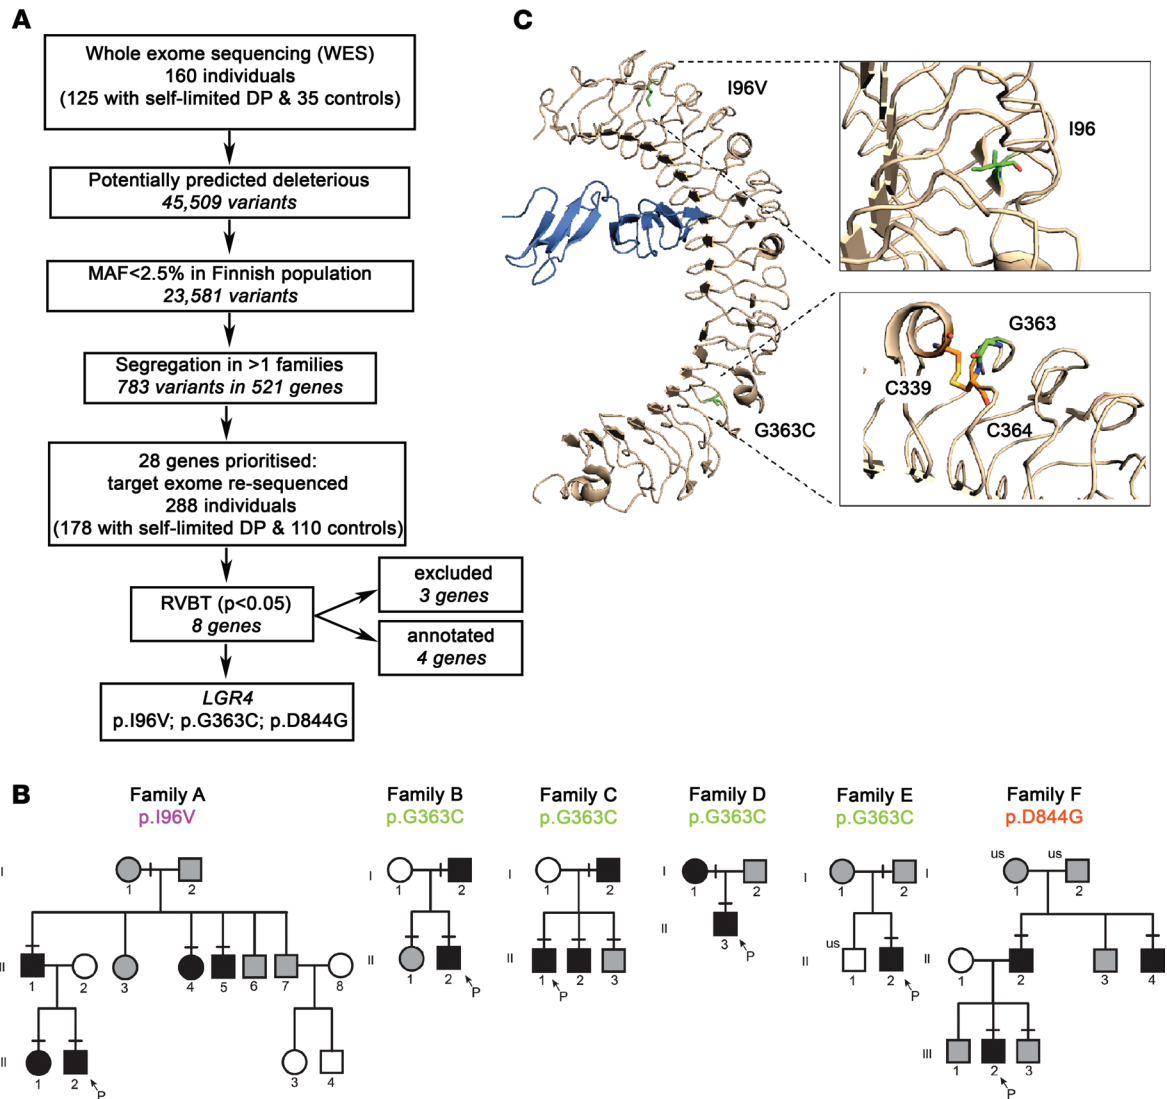 A
Whole exome sequencing (WES)
160 individuals
(125 with self-limited DP & 35 controls)
Potentially predicted deleterious
45,509 variants
MAF<2.5% in Finnish population
23,581 variants
Segregation in >1 families
783 variants in 521 genes
28 genes prioritised:
target exome re-sequenced
288 individuals
(178 with self-limited DP & 110 controls)
RVBT (p<0.05)
8 genes
excluded
3 genes
annotated
4 genes
LGR4
p.I96V; p.G363C; p.D844G
C
I96V
I96
G363
C339
C364
G363C
B
Family A
p.I96V
I
1
2
II
1
2
3
4
5
6
7
8
II
1
2
3
4
P
Family B
p.G363C
I
1
2
II
1
2
P
Family C
p.G363C
I
1
2
II
1
2
3
P
Family D
p.G363C
I
1
2
II
3
P
Family E
p.G363C
I
1
2
I
us
II
1
2
P
Family F
p.D844G
us
us
1
2
II
1
2
3
4
III
1
2
3
P